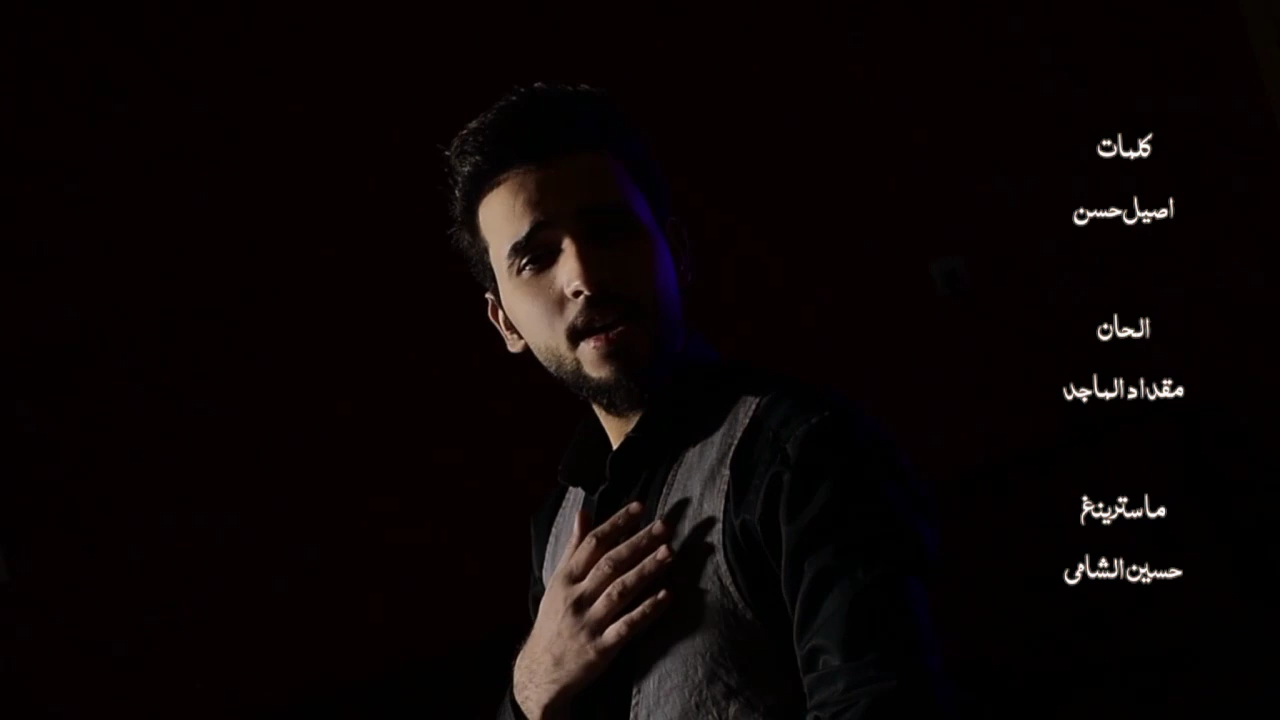 كلمات
اصيل حسن
الحان
مقداد الماجد
ماسترينغ
حسين الشامي